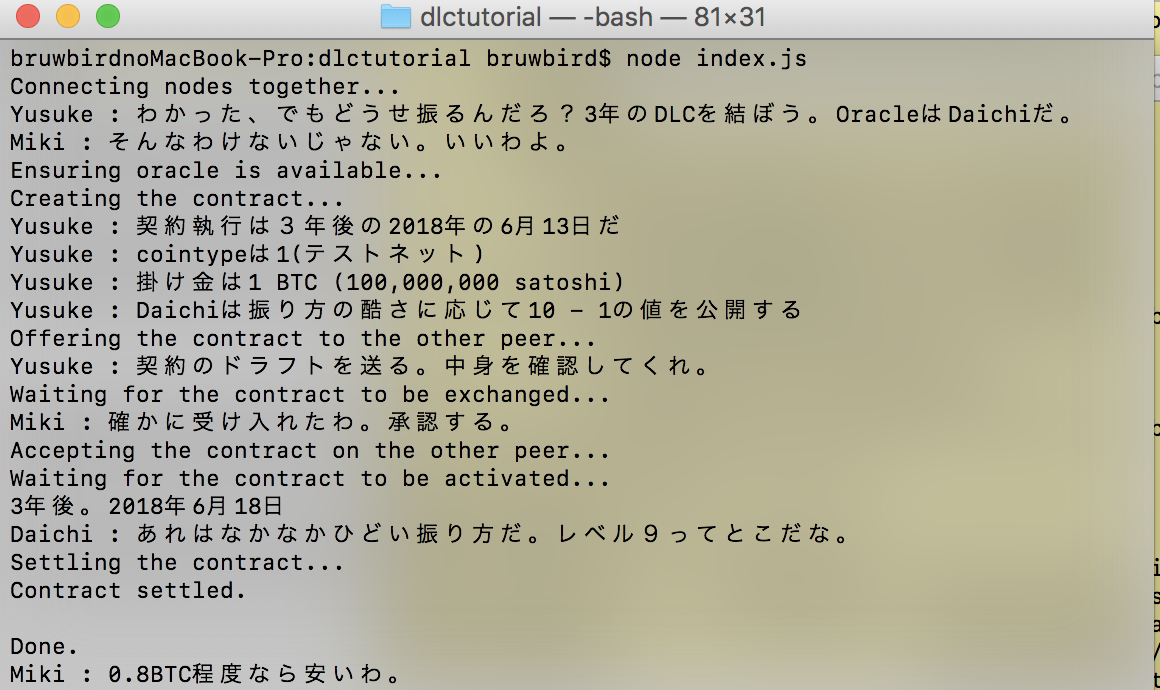 dlctutorial — -bash — 81×31
bruwbirdnoMacBook-Pro:dlctutorial bruwbird$ node index.js
Connecting nodes together...
Yusuke : わかった、でもどうせ振るんだろ？3年のDLCを結ぼう。OracleはDaichiだ。
Miki : そんなわけないじゃない。いいわよ。
Ensuring oracle is available...
Creating the contract...
Yusuke : 契約執行は３年後の2018年の6月13日だ
Yusuke : cointypeは1(テストネット)
Yusuke : 掛け金は1 BTC (100,000,000 satoshi)
Yusuke : Daichiは振り方の酷さに応じて10 - 1の値を公開する
Offering the contract to the other peer...
Yusuke : 契約のドラフトを送る。中身を確認してくれ。
Waiting for the contract to be exchanged...
Miki : 確かに受け入れたわ。承認する。
Accepting the contract on the other peer...
Waiting for the contract to be activated...
3年後。2018年6月18日
Daichi : あれはなかなかひどい振り方だ。レベル９ってとこだな。
Settling the contract...
Contract settled.
Done.
Miki : 0.8BTC程度なら安いわ。